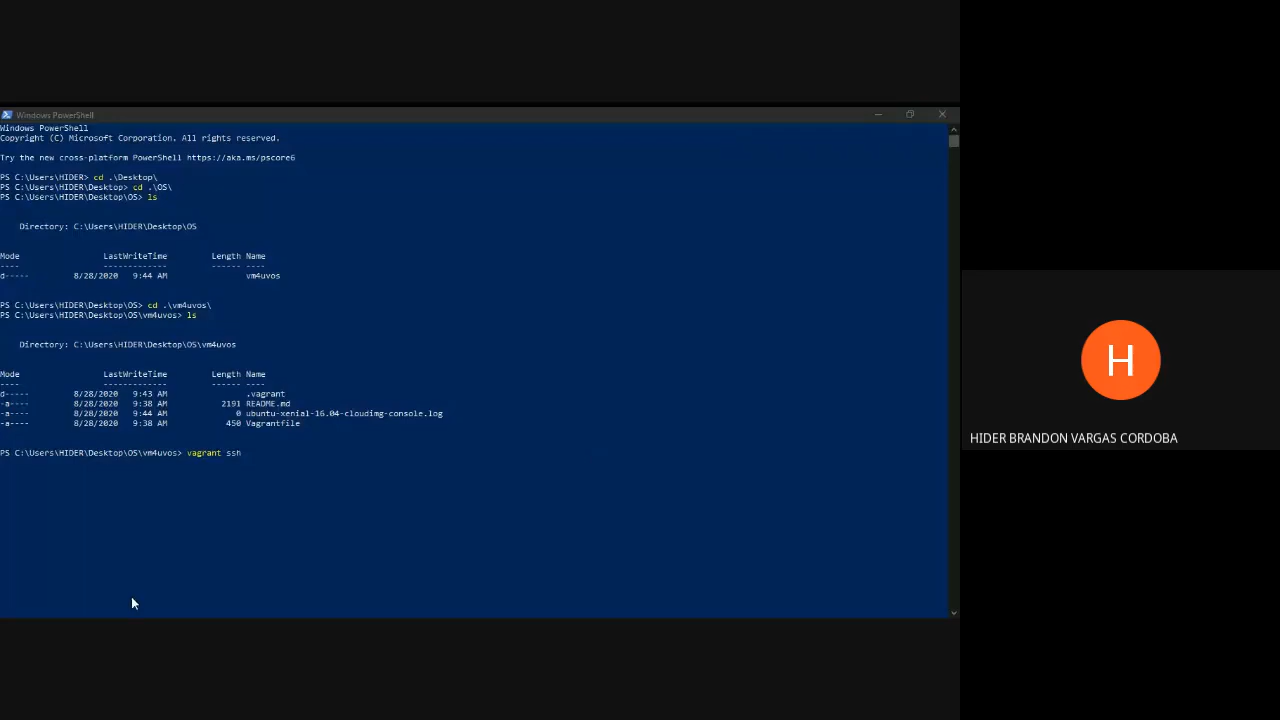 Windows PowerShell
Windows PowerShell
Copyright (C) Microsoft Corporation. All rights reserved.
Try the new cross-platform PowerShell https://aka.ms/pscore6
PS C:\Users\HIDER> cd .\Desktop\
PS C:\Users\HIDER\Desktop> cd .\OS\
PS C:\Users\HIDER\Desktop\OS> ls
Directory: C:\Users\HIDER\Desktop\OS
Mode LastWriteTime Length Name
---- ------------- ------ ----
d----- 8/28/2020 9:44 AM vm4uvos
PS C:\Users\HIDER\Desktop\OS> cd .\vm4uvos\
PS C:\Users\HIDER\Desktop\OS\vm4uvos> ls
Directory: C:\Users\HIDER\Desktop\OS\vm4uvos
Mode LastWriteTime Length Name
---- ------------- ------ ----
d----- 8/28/2020 9:43 AM .vagrant
-a---- 8/28/2020 9:38 AM 2191 README.md
-a---- 8/28/2020 9:44 AM 0 ubuntu-xenial-16.04-cloudimg-console.log
-a---- 8/28/2020 9:38 AM 450 Vagrantfile
PS C:\Users\HIDER\Desktop\OS\vm4uvos> vagrant ssh
H
HIDER BRANDON VARGAS CORDOBA